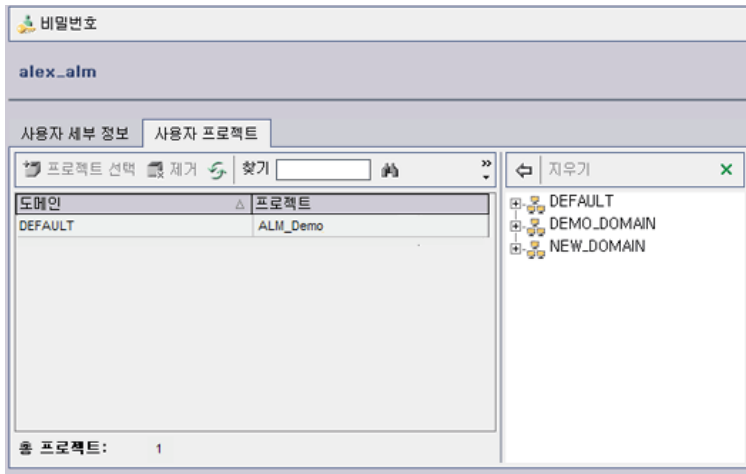 비밀번호
alex_alm
사용자 세부 정보 사용자 프로젝트
프로젝트 선택 제거 찾기 지우기
도메인 프로젝트
DEFAULT ALM_Demo
DEFAULT
DEMO_DOMAIN
NEW_DOMAIN
총 프로젝트: 1